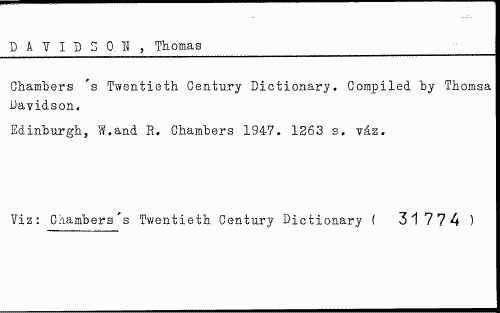 D A V I D S O N , Thomas
Chambers ´s Twentieth Century Dictionary. Compiled by Thomsa
Davidson.
Edinburgh, W.and R. Chambers 1947. 1263 s. váz.
Viz: Chambers´s Twentieth Century Dictionary ( 31774 )